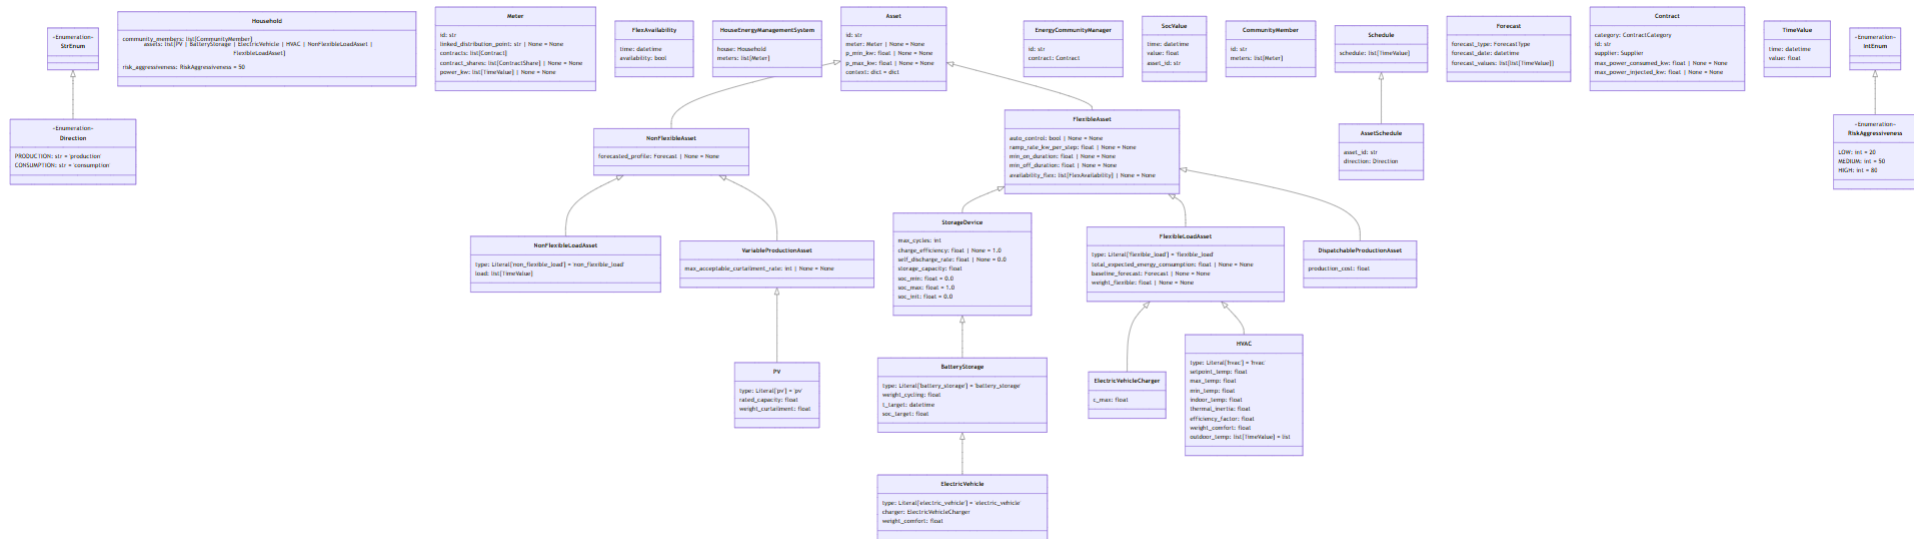 «Enumeration»
StrEnum
«Enumeration»
Direction
PRODUCTION: str = 'production'
CONSUMPTION: str = 'consumption'
Household
community_members: list[CommunityMember]
assets: list[PV | BatteryStorage | ElectricVehicle | HVAC | NonFlexibleLoadAsset |
FlexibleLoadAsset]
risk_aggressiveness: RiskAggressiveness = 50
Meter
id: str
linked_distribution_point: str | None = None
contracts: list[Contract]
contract_shares: list[ContractShare] | None = None
power_kw: list[TimeValue] | None = None
FlexAvailability
time: datetime
availability: bool
HouseEnergyManagementSystem
house: Household
meters: list[Meter]
Asset
id: str
meter: Meter | None = None
p_min_kw: float | None = None
p_max_kw: float | None = None
context: dict = dict
EnergyCommunityManager
id: str
contract: Contract
SocValue
time: datetime
value: float
asset_id: str
CommunityMember
id: str
meters: list[Meter]
Schedule
schedule: list[TimeValue]
Forecast
forecast_type: ForecastType
forecast_date: datetime
forecast_values: list[list[TimeValue]]
Contract
category: ContractCategory
id: str
supplier: Supplier
max_power_consumed_kw: float | None = None
max_power_injected_kw: float | None = None
TimeValue
time: datetime
value: float
«Enumeration»
IntEnum
NonFlexibleAsset
forecasted_profile: Forecast | None = None
FlexibleAsset
auto_control: bool | None = None
ramp_rate_kw_per_step: float | None = None
min_on_duration: float | None = None
min_off_duration: float | None = None
availability_flex: list[FlexAvailability] | None = None
AssetSchedule
asset_id: str
direction: Direction
«Enumeration»
RiskAggressiveness
LOW: int = 20
MEDIUM: int = 50
HIGH: int = 80
NonFlexibleLoadAsset
type: Literal['non_flexible_load'] = 'non_flexible_load'
load: list[TimeValue]
VariableProductionAsset
max_acceptable_curtailment_rate: int | None = None
StorageDevice
max_cycles: int
charge_efficiency: float | None = 1.0
self_discharge_rate: float | None = 0.0
storage_capacity: float
soc_min: float = 0.0
soc_max: float = 1.0
soc_init: float = 0.0
FlexibleLoadAsset
type: Literal['flexible_load'] = 'flexible_load'
total_expected_energy_consumption: float | None = None
baseline_forecast: Forecast | None = None
weight_flexible: float | None = None
DispatchableProductionAsset
production_cost: float
PV
type: Literal['pv'] = 'pv'
rated_capacity: float
weight_curtailment: float
BatteryStorage
type: Literal['battery_storage'] = 'battery_storage'
weight_cycling: float
t_target: datetime
soc_target: float
ElectricVehicleCharger
c_max: float
HVAC
type: Literal['hvac'] = 'hvac'
setpoint_temp: float
max_temp: float
min_temp: float
indoor_temp: float
thermal_inertia: float
efficiency_factor: float
weight_comfort: float
outdoor_temp: list[TimeValue] = list
ElectricVehicle
type: Literal['electric_vehicle'] = 'electric_vehicle'
charger: ElectricVehicleCharger
weight_comfort: float